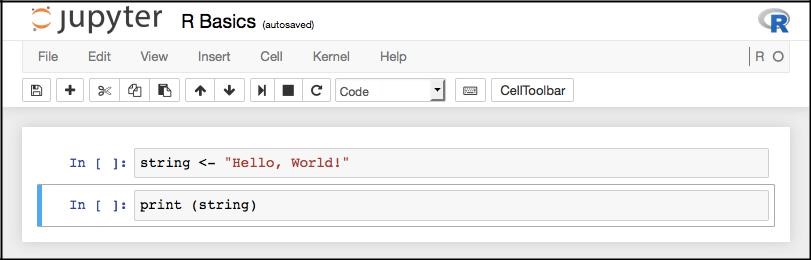 jupyter R Basics (autosaved) R
File Edit View Insert Cell Kernel Help R O
Code CellToolbar
In [ ]: string <- "Hello, World!"
In [ ]: print (string)